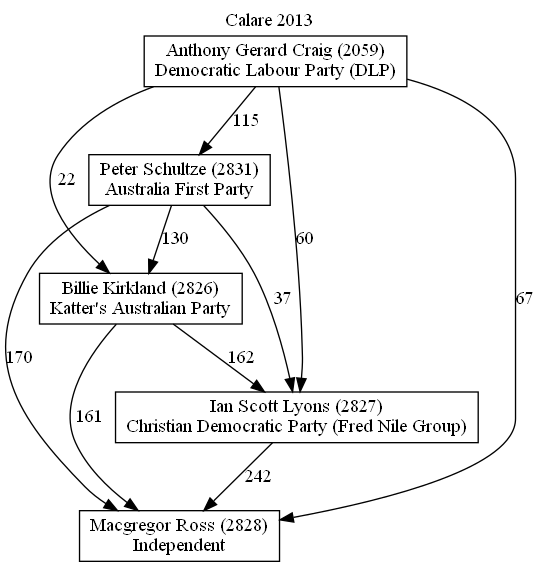 Calare 2013
Anthony Gerard Craig (2059)
Democratic Labour Party (DLP)
115
Peter Schultze (2831)
Australia First Party
22
130
60
37
67
Billie Kirkland (2826)
Katter's Australian Party
170
162
161
Ian Scott Lyons (2827)
Christian Democratic Party (Fred Nile Group)
242
Macgregor Ross (2828)
Independent